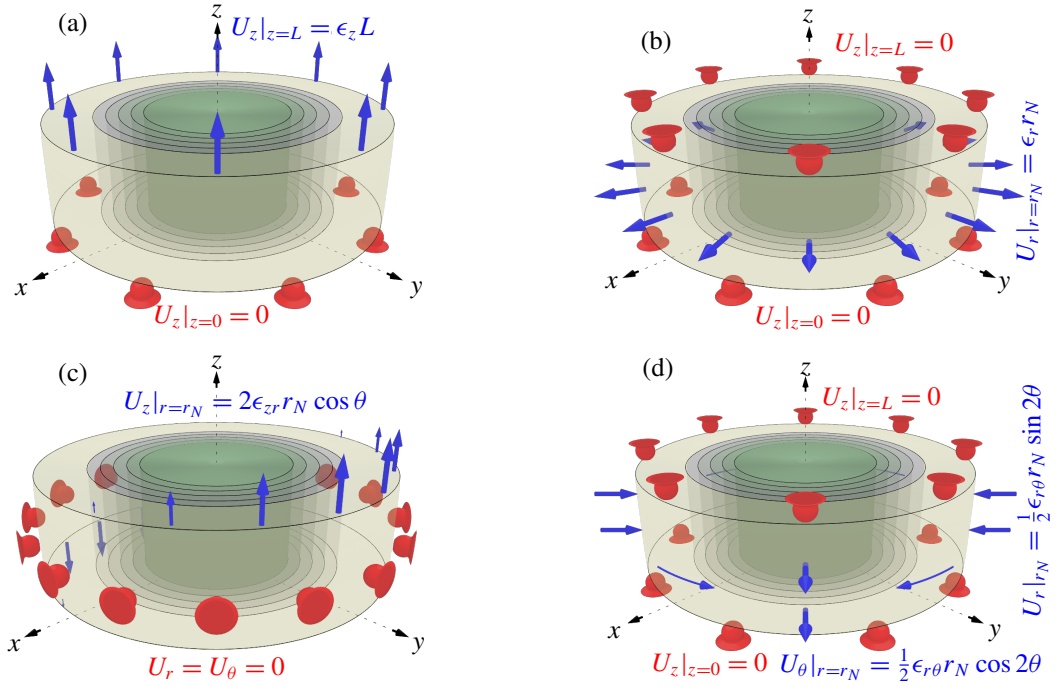 (a)
U_z|_{z=L} = ϵ_z L
z
x
y
U_z|_{z=0} = 0
(b)
U_z|_{z=L} = 0
z
U_r|_{r=r_N} = ϵ_r r_N
x
y
U_z|_{z=0} = 0
(c)
z
U_z|_{r=r_N} = 2ϵ_{zr} r_N cos θ
x
y
U_r = U_θ = 0
(d)
z
U_z|_{z=L} = 0
U_r|_{r_N} = \frac{1}{2} ϵ_{rθ} r_N sin 2θ
x
y
U_z|_{z=0} = 0
U_θ|_{r=r_N} = \frac{1}{2} ϵ_{rθ} r_N cos 2θ